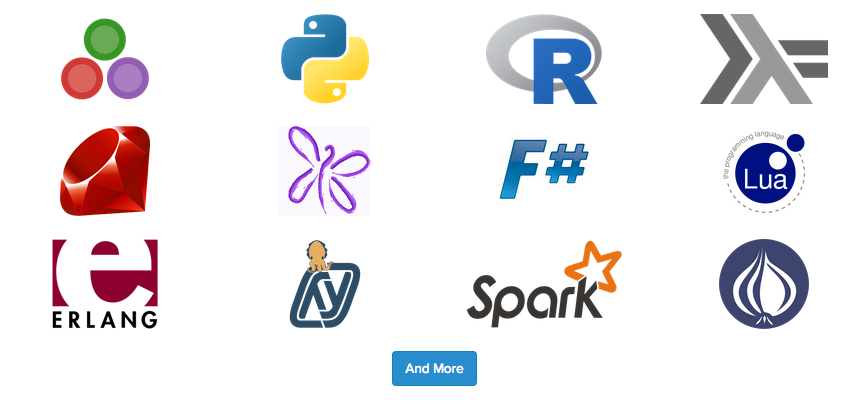 R
F#
the programming language
Lua
e
ERLANG
Spark
And More